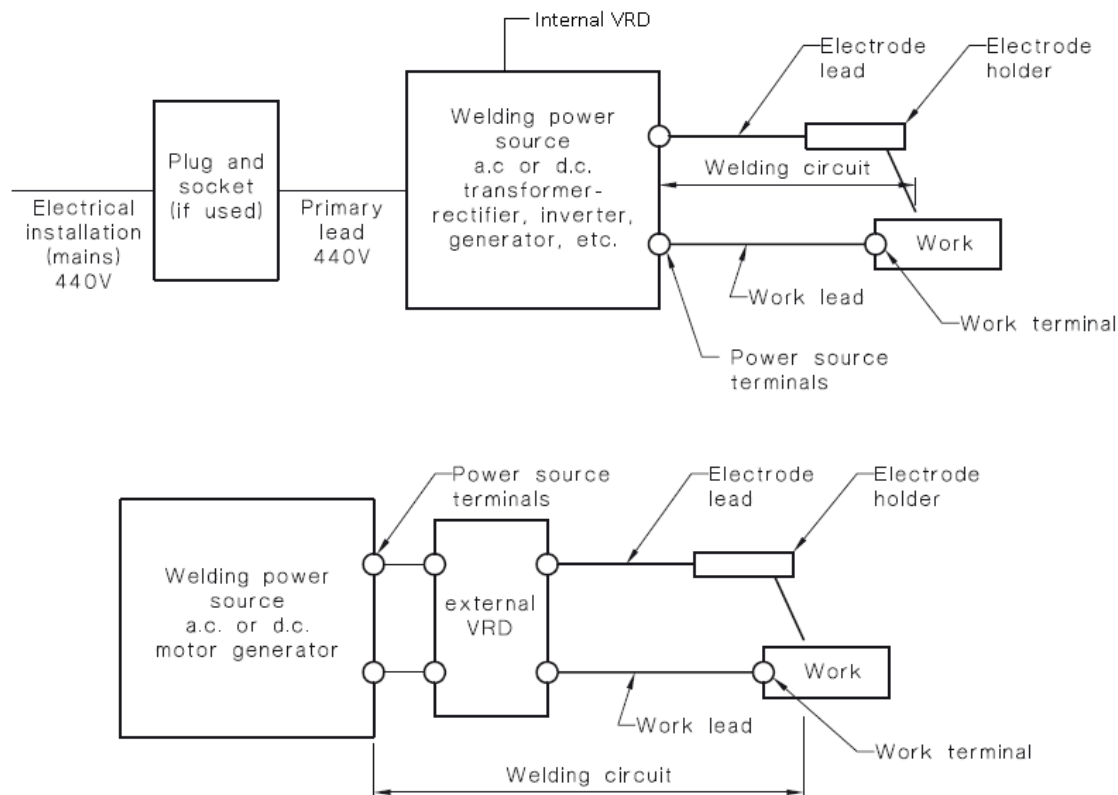 Internal VRD
Electrode
lead
Electrode
holder
Welding power
source
a.c or d.c.
transformer-
rectifier, inverter,
generator, etc.
Plug and
socket
(if used)
Welding circuit
Electrical
installation
(mains)
440V
Primary
lead
440V
Work
Work lead
Work terminal
Power source
terminals
Power source
terminals
Electrode
lead
Electrode
holder
Welding power
source
a.c. or d.c.
motor generator
external
VRD
Work
Work lead
Work terminal
Welding circuit